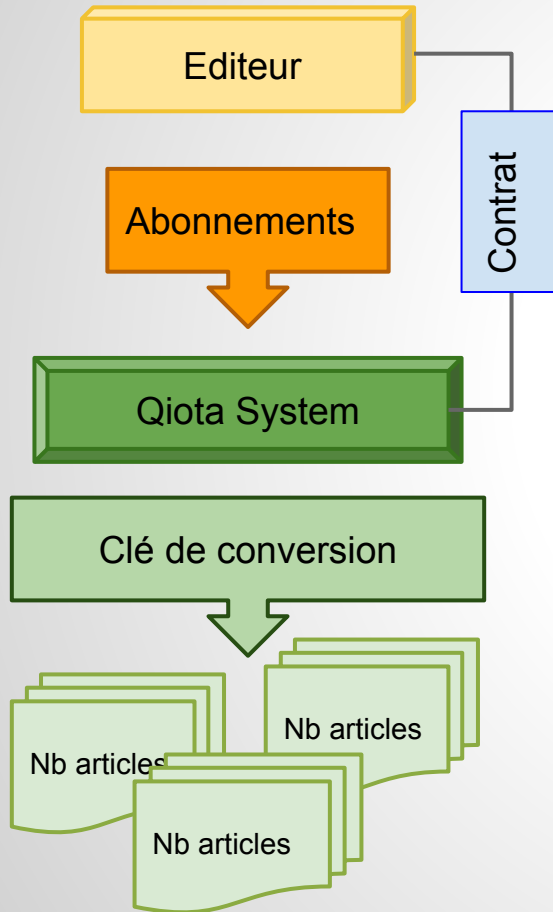 Editeur
Contrat
Abonnements
Qiota System
Clé de conversion
Nb articles
Nb articles
Nb articles